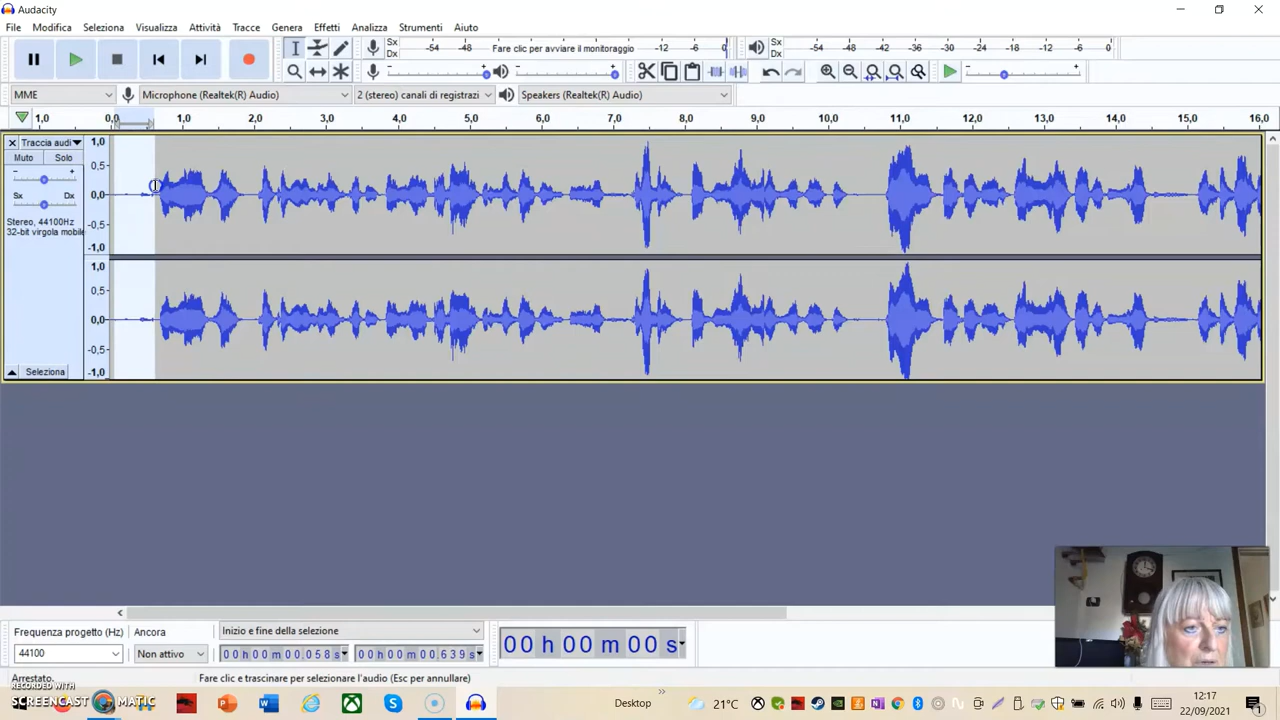 Audacity
File Modifica Seleziona Visualizza Attività Tracce Genera Effetti Analizza Strumenti Aiuto
Sx Dx -54 -48 Fare clic per avviare il monitoraggio -12 -6 0 Sx Dx -54 -48 -42 -36 -30 -24 -18 -12 -6 0
- + - + - +
MME Microphone (Realtek(R) Audio) 2 (stereo) canali di registrazi Speakers (Realtek(R) Audio)
1,0 0,0 1,0 2,0 3,0 4,0 5,0 6,0 7,0 8,0 9,0 10,0 11,0 12,0 13,0 14,0 15,0 16,0
Traccia audi 1,0
Muto Solo 0,5
- +
0,0
Sx Dx
Stereo, 44100Hz -0,5
32-bit virgola mobile
-1,0
1,0
0,5
0,0
-0,5
Seleziona -1,0
Frequenza progetto (Hz) Ancora Inizio e fine della selezione
44100 Non attivo 00 h 00 m 00.058 s 00 h 00 m 00.639 s 00 h 00 m 00 s
Arrestato. Fare clic e trascinare per selezionare l'audio (Esc per annullare)
RECORDED WITH
SCREENCAST MATIC
Desktop 21°C 12:17
22/09/2021